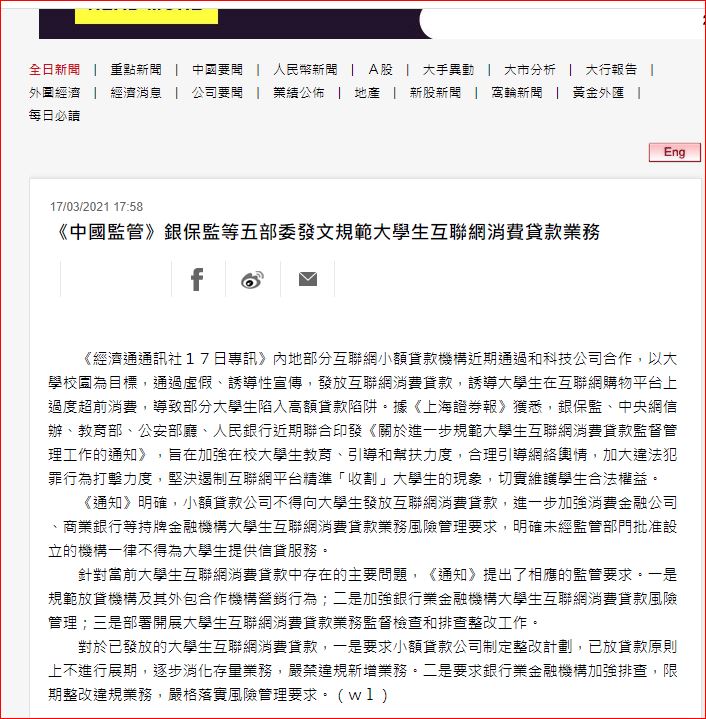 READ MORE
全日新聞 | 重點新聞 | 中國要聞 | 人民幣新聞 | A股 | 大手異動 | 大市分析 | 大行報告 |
外圍經濟 | 經濟消息 | 公司要聞 | 業績公佈 | 地產 | 新股新聞 | 窩輪新聞 | 黃金外匯 |
每日必讀
Eng
17/03/2021 17:58
《中國監管》銀保監等五部委發文規範大學生互聯網消費貸款業務
《經濟通通訊社１７日專訊》內地部分互聯網小額貸款機構近期通過和科技公司合作，以大
學校園為目標，通過虛假、誘導性宣傳，發放互聯網消費貸款，誘導大學生在互聯網購物平台上
過度超前消費，導致部分大學生陷入高額貸款陷阱。據《上海證券報》獲悉，銀保監、中央網信
辦、教育部、公安部廳、人民銀行近期聯合印發《關於進一步規範大學生互聯網消費貸款監督管
理工作的通知》，旨在加強在校大學生教育、引導和幫扶力度，合理引導網絡輿情，加大違法犯
罪行為打擊力度，堅決遏制互聯網平台精準「收割」大學生的現象，切實維護學生合法權益。
《通知》明確，小額貸款公司不得向大學生發放互聯網消費貸款，進一步加強消費金融公司
、商業銀行等持牌金融機構大學生互聯網消費貸款業務風險管理要求，明確未經監管部門批准設
立的機構一律不得為大學生提供信貸服務。
針對當前大學生互聯網消費貸款中存在的主要問題，《通知》提出了相應的監管要求。一是
規範放貸機構及其外包合作機構營銷行為；二是加強銀行業金融機構大學生互聯網消費貸款風險
管理；三是部署開展大學生互聯網消費貸款業務監督檢查和排查整改工作。
對於已發放的大學生互聯網消費貸款，一是要求小額貸款公司制定整改計劃，已放貸款原則
上不進行展期，逐步消化存量業務，嚴禁違規新增業務。二是要求銀行業金融機構加強排查，限
期整改違規業務，嚴格落實風險管理要求。（ｗｌ）